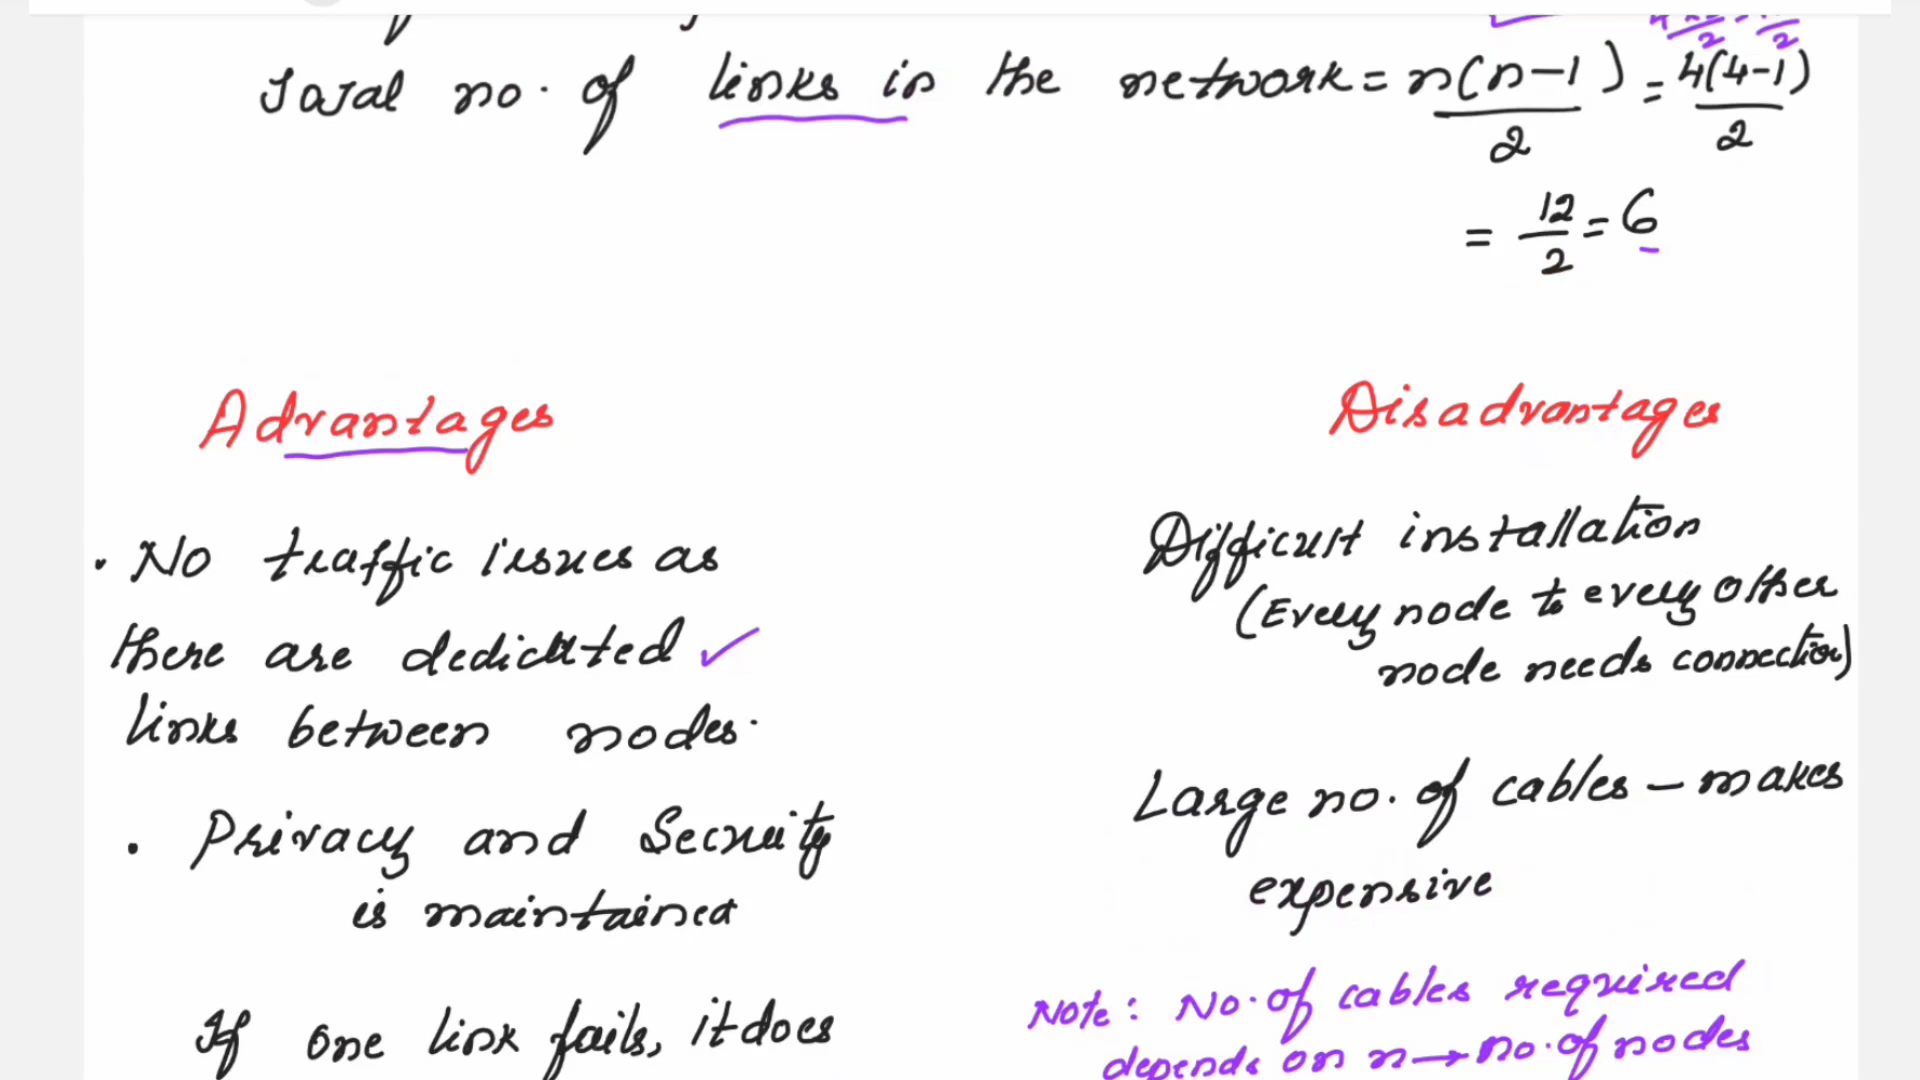 Total no. of links in the network = n(n-1)/2 = 4(4-1)/2
= 12/2 = 6
Advantages
· No traffic issues as
there are dedicated ✓
links between nodes.
· Privacy and Security
is maintained
If one link fails, it does
Disadvantages
Difficult installation
(Every node to every other
node needs connection)
Large no. of cables - makes
expensive
Note: No. of cables required
depends on n → no. of nodes